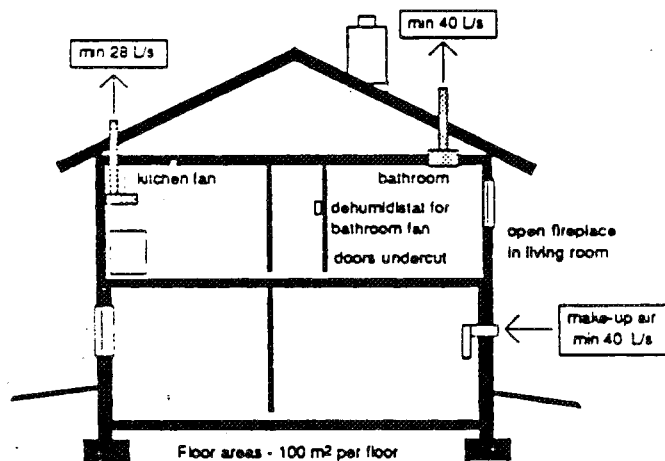 min 28 L/s
min 40 L/s
kitchen fan
bathroom
dehumidistat for
bathroom fan
doors undercut
open fireplace
in living room
make-up air
min 40 L/s
Floor areas - 100 m² per floor